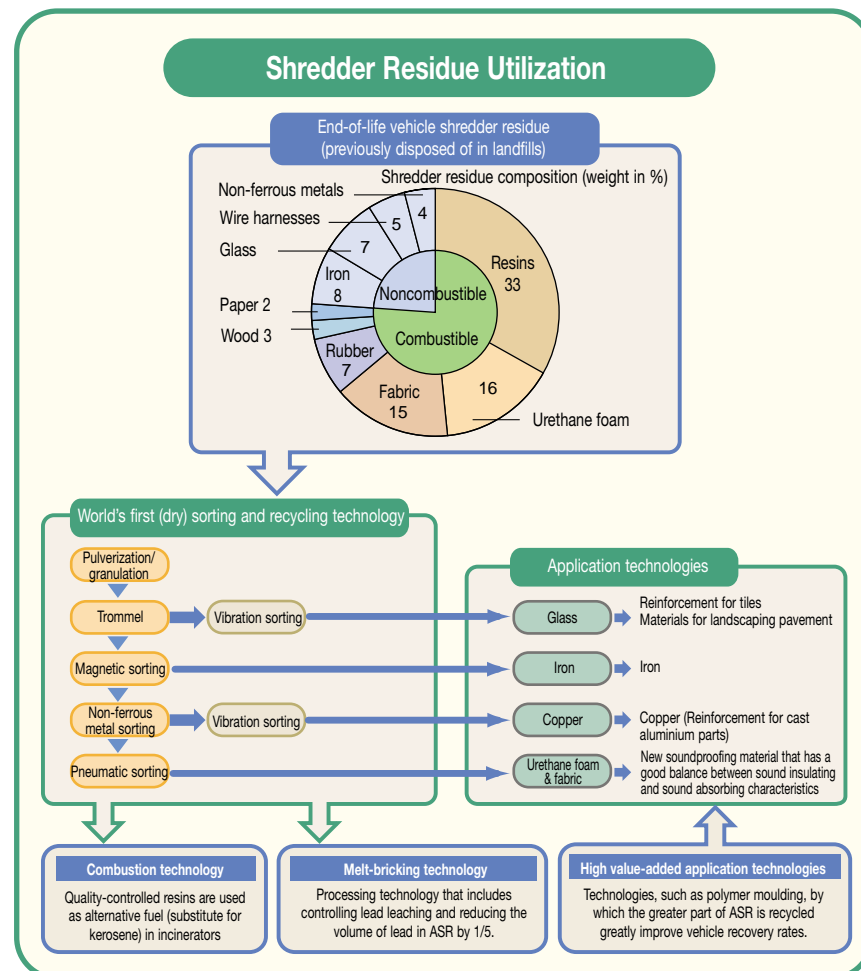 Shredder Residue Utilization
End-of-life vehicle shredder residue
(previously disposed of in landfills)
Shredder residue composition (weight in %)
Non-ferrous metals
4
Wire harnesses
5
Glass
7
Iron
8
Paper 2
Wood 3
Rubber
7
Fabric
15
16
Urethane foam
Resins
33
Noncombustible
Combustible
World's first (dry) sorting and recycling technology
Pulverization/
granulation
Trommel
Vibration sorting
Magnetic sorting
Non-ferrous
metal sorting
Vibration sorting
Pneumatic sorting
Application technologies
Glass
Reinforcement for tiles
Materials for landscaping pavement
Iron
Iron
Copper
Copper (Reinforcement for cast
aluminium parts)
Urethane foam
& fabric
New soundproofing material that has a
good balance between sound insulating
and sound absorbing characteristics
Combustion technology
Quality-controlled resins are used
as alternative fuel (substitute for
kerosene) in incinerators
Melt-bricking technology
Processing technology that includes
controlling lead leaching and reducing the
volume of lead in ASR by 1/5.
High value-added application technologies
Technologies, such as polymer moulding, by
which the greater part of ASR is recycled
greatly improve vehicle recovery rates.